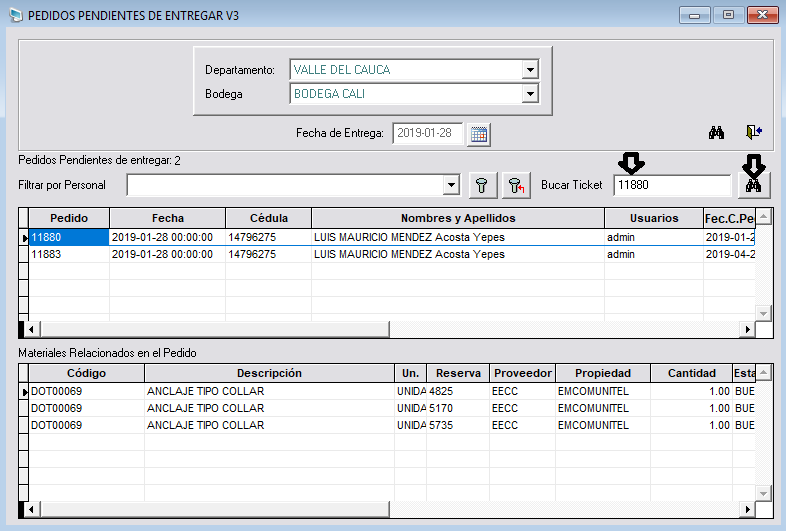 PEDIDOS PENDIENTES DE ENTREGAR V3
Departamento: VALLE DEL CAUCA
Bodega BODEGA CALI
Fecha de Entrega: 2019-01-28
Pedidos Pendientes de entregar: 2
Filtrar por Personal Bucar Ticket 11880
Pedido Fecha Cédula Nombres y Apellidos Usuarios Fec.C.Pe
11880 2019-01-28 00:00:00 14796275 LUIS MAURICIO MENDEZ Acosta Yepes admin 2019-01-2
11883 2019-01-28 00:00:00 14796275 LUIS MAURICIO MENDEZ Acosta Yepes admin 2019-04-2
Materiales Relacionados en el Pedido
Código Descripción Un. Reserva Proveedor Propiedad Cantidad Esta
DOT00069 ANCLAJE TIPO COLLAR UNIDA 4825 EECC EMCOMUNITEL 1.00 BUE
DOT00069 ANCLAJE TIPO COLLAR UNIDA 5170 EECC EMCOMUNITEL 1.00 BUE
DOT00069 ANCLAJE TIPO COLLAR UNIDA 5735 EECC EMCOMUNITEL 1.00 BUE